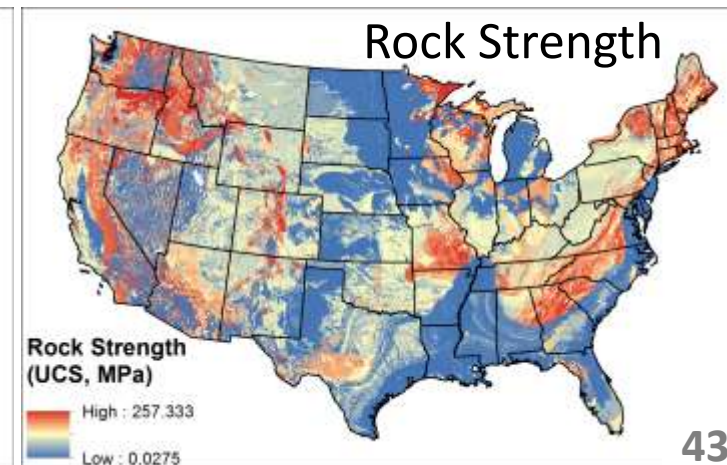 Rock Strength
Rock Strength
(UCS, MPa)
High : 257.333
Low : 0.0275
43